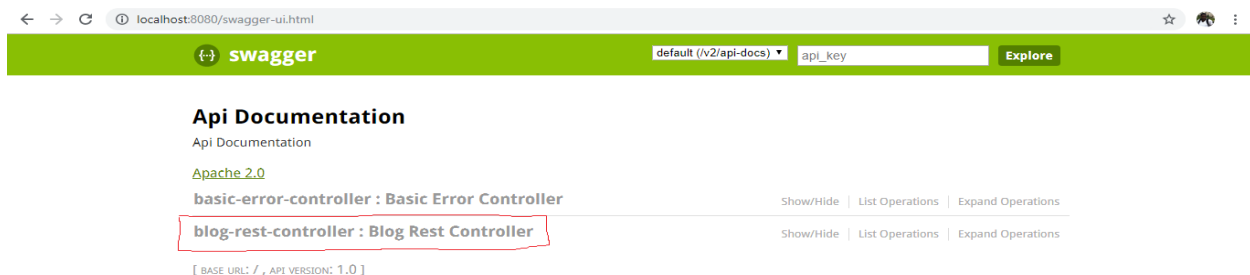 localhost:8080/swagger-ui.html
{··} swagger default (/v2/api-docs) api_key Explore
Api Documentation
Api Documentation
Apache 2.0
basic-error-controller : Basic Error Controller Show/Hide List Operations Expand Operations
blog-rest-controller : Blog Rest Controller Show/Hide List Operations Expand Operations
[ BASE URL: / , API VERSION: 1.0 ]